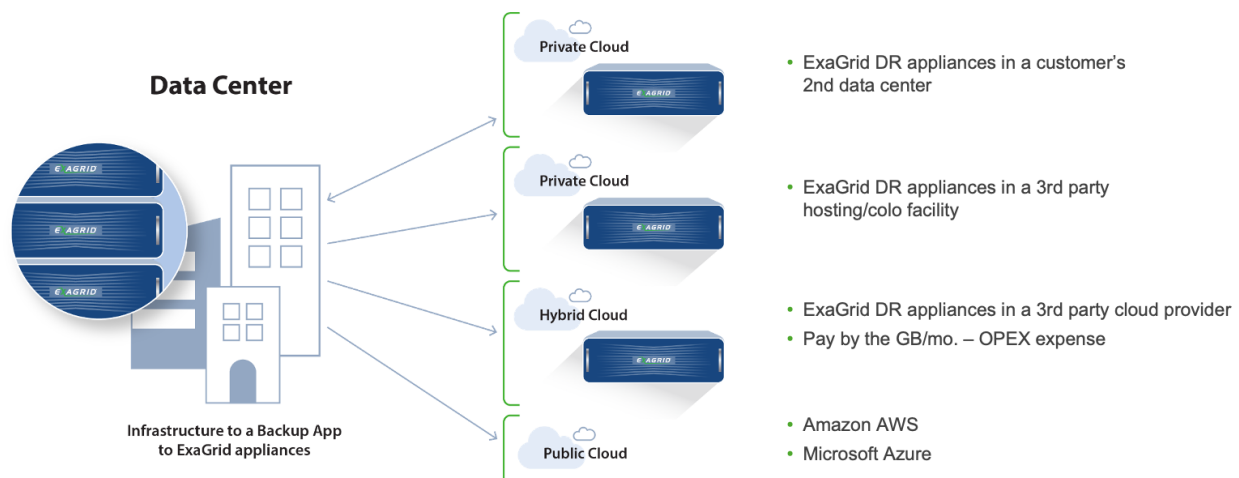 Data Center
EXAGRID
EXAGRID
EXAGRID
Infrastructure to a Backup App
to ExaGrid appliances
Private Cloud
EXAGRID
• ExaGrid DR appliances in a customer’s
2nd data center
Private Cloud
EXAGRID
• ExaGrid DR appliances in a 3rd party
hosting/colo facility
Hybrid Cloud
EXAGRID
• ExaGrid DR appliances in a 3rd party cloud provider
• Pay by the GB/mo. – OPEX expense
Public Cloud
• Amazon AWS
• Microsoft Azure